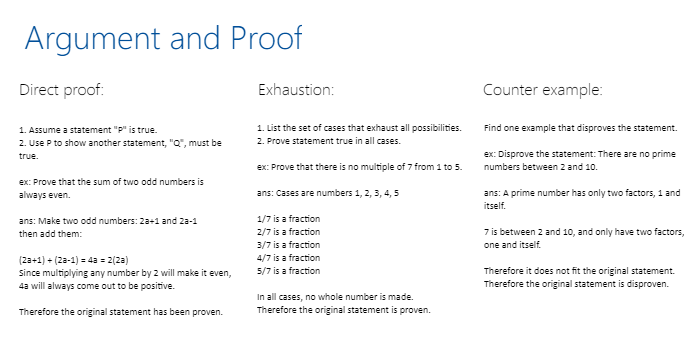 Argument and Proof
Direct proof:
1. Assume a statement "P" is true.
2. Use P to show another statement, "Q", must be
true.
ex: Prove that the sum of two odd numbers is
always even.
ans: Make two odd numbers: 2a+1 and 2a-1
then add them:
(2a+1) + (2a-1) = 4a = 2(2a)
Since multiplying any number by 2 will make it even,
4a will always come out to be positive.
Therefore the original statement has been proven.
Exhaustion:
1. List the set of cases that exhaust all possibilities.
2. Prove statement true in all cases.
ex: Prove that there is no multiple of 7 from 1 to 5.
ans: Cases are numbers 1, 2, 3, 4, 5
1/7 is a fraction
2/7 is a fraction
3/7 is a fraction
4/7 is a fraction
5/7 is a fraction
In all cases, no whole number is made.
Therefore the original statement is proven.
Counter example:
Find one example that disproves the statement.
ex: Disprove the statement: There are no prime
numbers between 2 and 10.
ans: A prime number has only two factors, 1 and
itself.
7 is between 2 and 10, and only have two factors,
one and itself.
Therefore it does not fit the original statement.
Therefore the original statement is disproven.